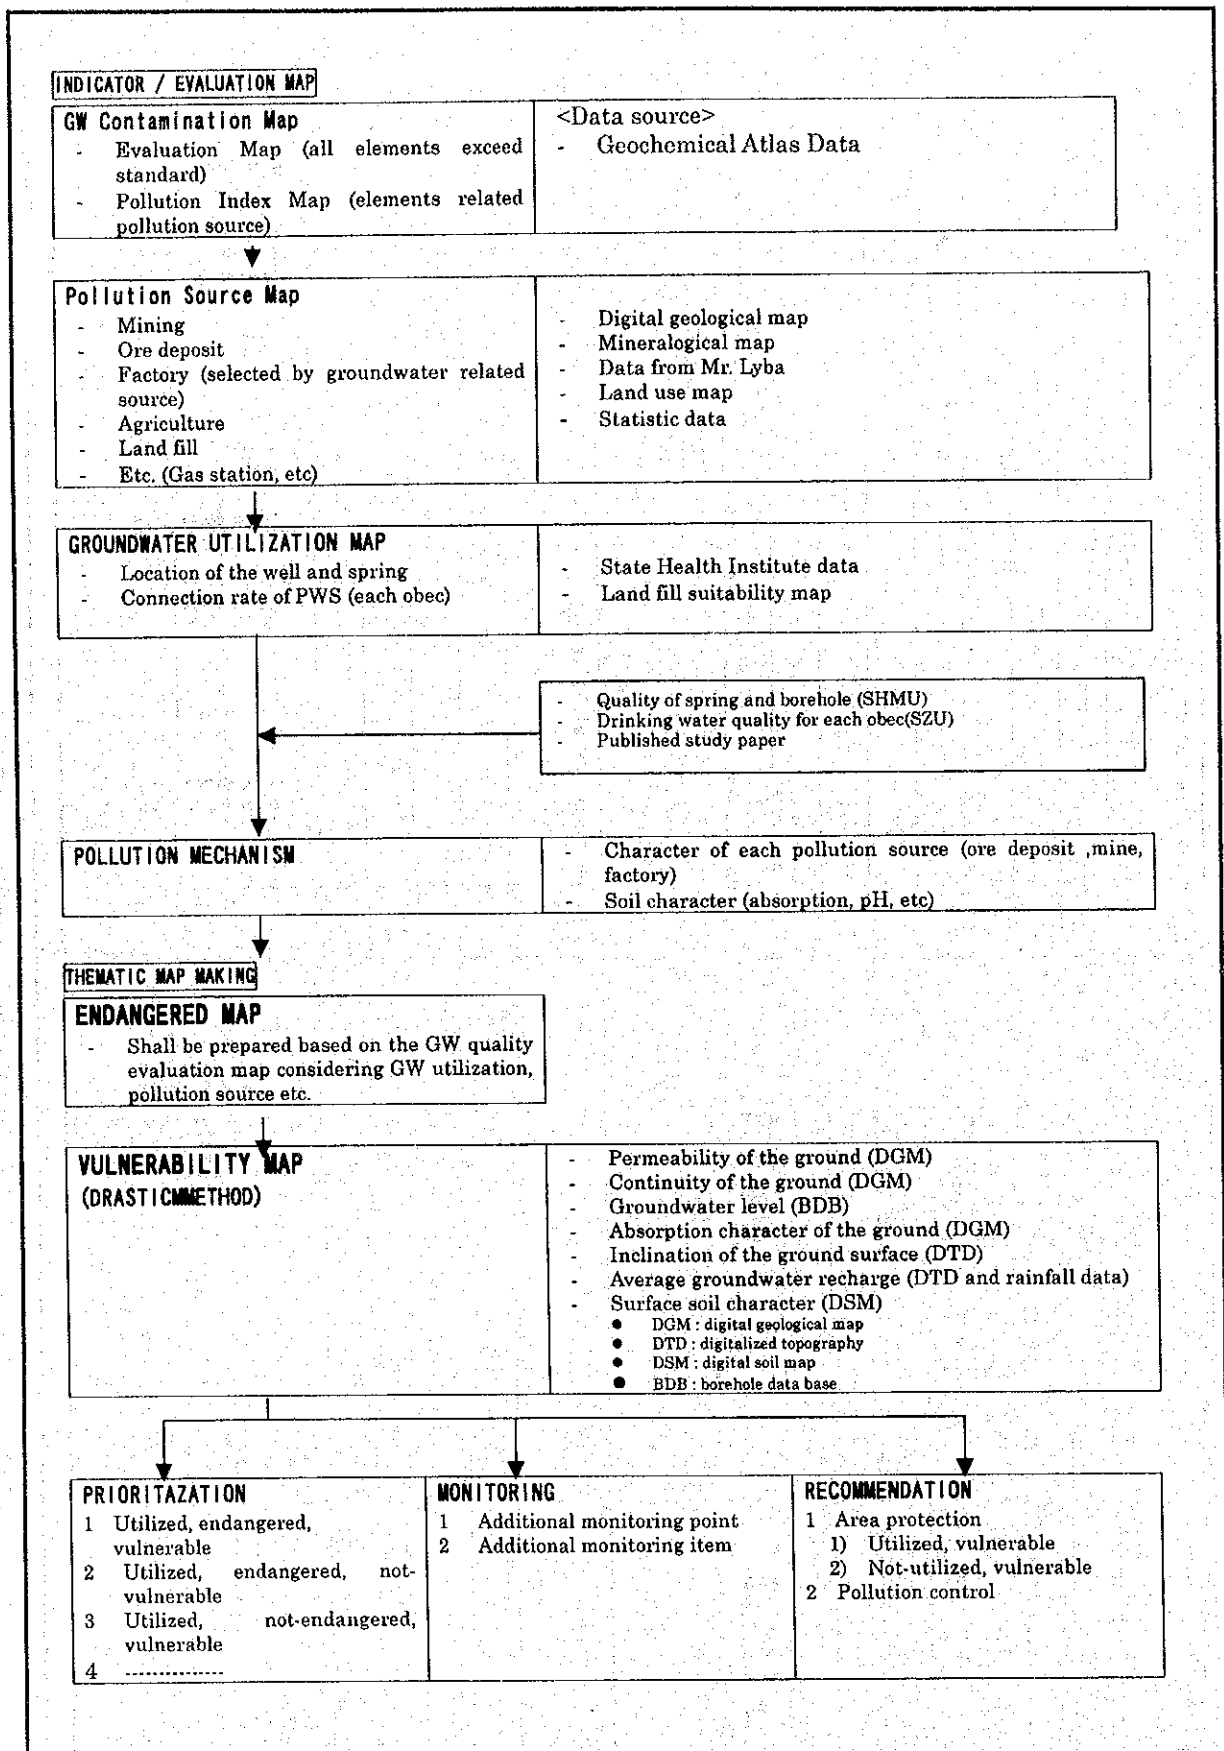 INDICATOR / EVALUATION MAP
GW Contamination Map
- Evaluation Map (all elements exceed
standard)
- Pollution Index Map (elements related
pollution source)
<Data source>
- Geochemical Atlas Data
Pollution Source Map
- Mining
- Ore deposit
- Factory (selected by groundwater related
source)
- Agriculture
- Land fill
- Etc. (Gas station, etc)
- Digital geological map
- Mineralogical map
- Data from Mr. Lyba
- Land use map
- Statistic data
GROUNDWATER UTILIZATION MAP
- Location of the well and spring
- Connection rate of PWS (each obec)
- State Health Institute data
- Land fill suitability map
- Quality of spring and borehole (SHMU)
- Drinking water quality for each obec(SZU)
- Published study paper
POLLUTION MECHANISM
- Character of each pollution source (ore deposit ,mine,
factory)
- Soil character (absorption, pH, etc)
THEMATIC MAP MAKING
ENDANGERED MAP
- Shall be prepared based on the GW quality
evaluation map considering GW utilization,
pollution source etc.
VULNERABILITY MAP
(DRASTICMMETHOD)
- Permeability of the ground (DGM)
- Continuity of the ground (DGM)
- Groundwater level (BDB)
- Absorption character of the ground (DGM)
- Inclination of the ground surface (DTD)
- Average groundwater recharge (DTD and rainfall data)
- Surface soil character (DSM)
● DGM : digital geological map
● DTD : digitalized topography
● DSM : digital soil map
● BDB : borehole data base
PRIORITAZATION
1 Utilized, endangered,
vulnerable
2 Utilized, endangered, not-
vulnerable
3 Utilized, not-endangered,
vulnerable
4 ---------------
MONITORING
1 Additional monitoring point
2 Additional monitoring item
RECOMMENDATION
1 Area protection
1) Utilized, vulnerable
2) Not-utilized, vulnerable
2 Pollution control